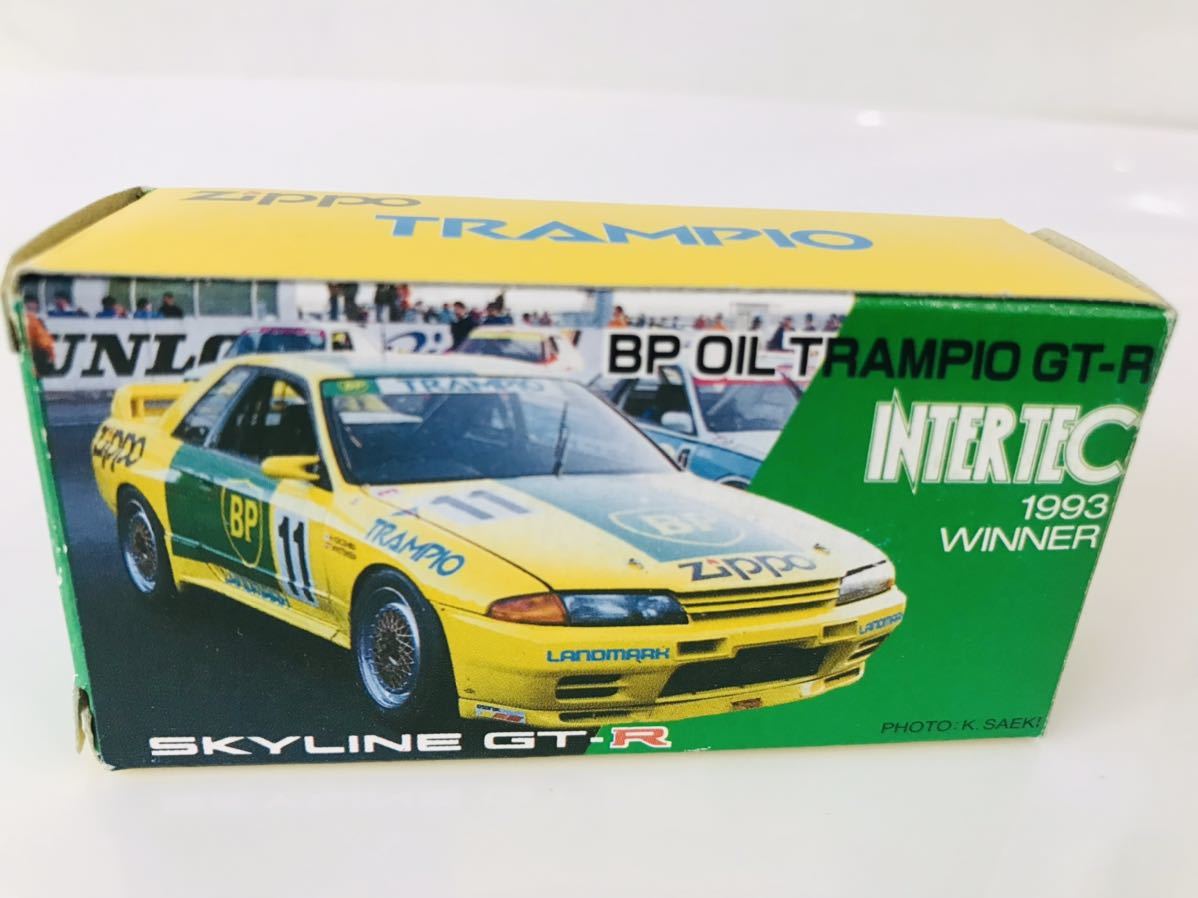 Zippo
TRAMPIO
BP OIL TRAMPIO GT-R
INTERTEC
1993
WINNER
TRAMPIO
Zippo
BP
11
11
BP
TRAMPIO
Zippo
LANDMARK
LANDMARK
SKYLINE GT-R
PHOTO: K. SAEKI